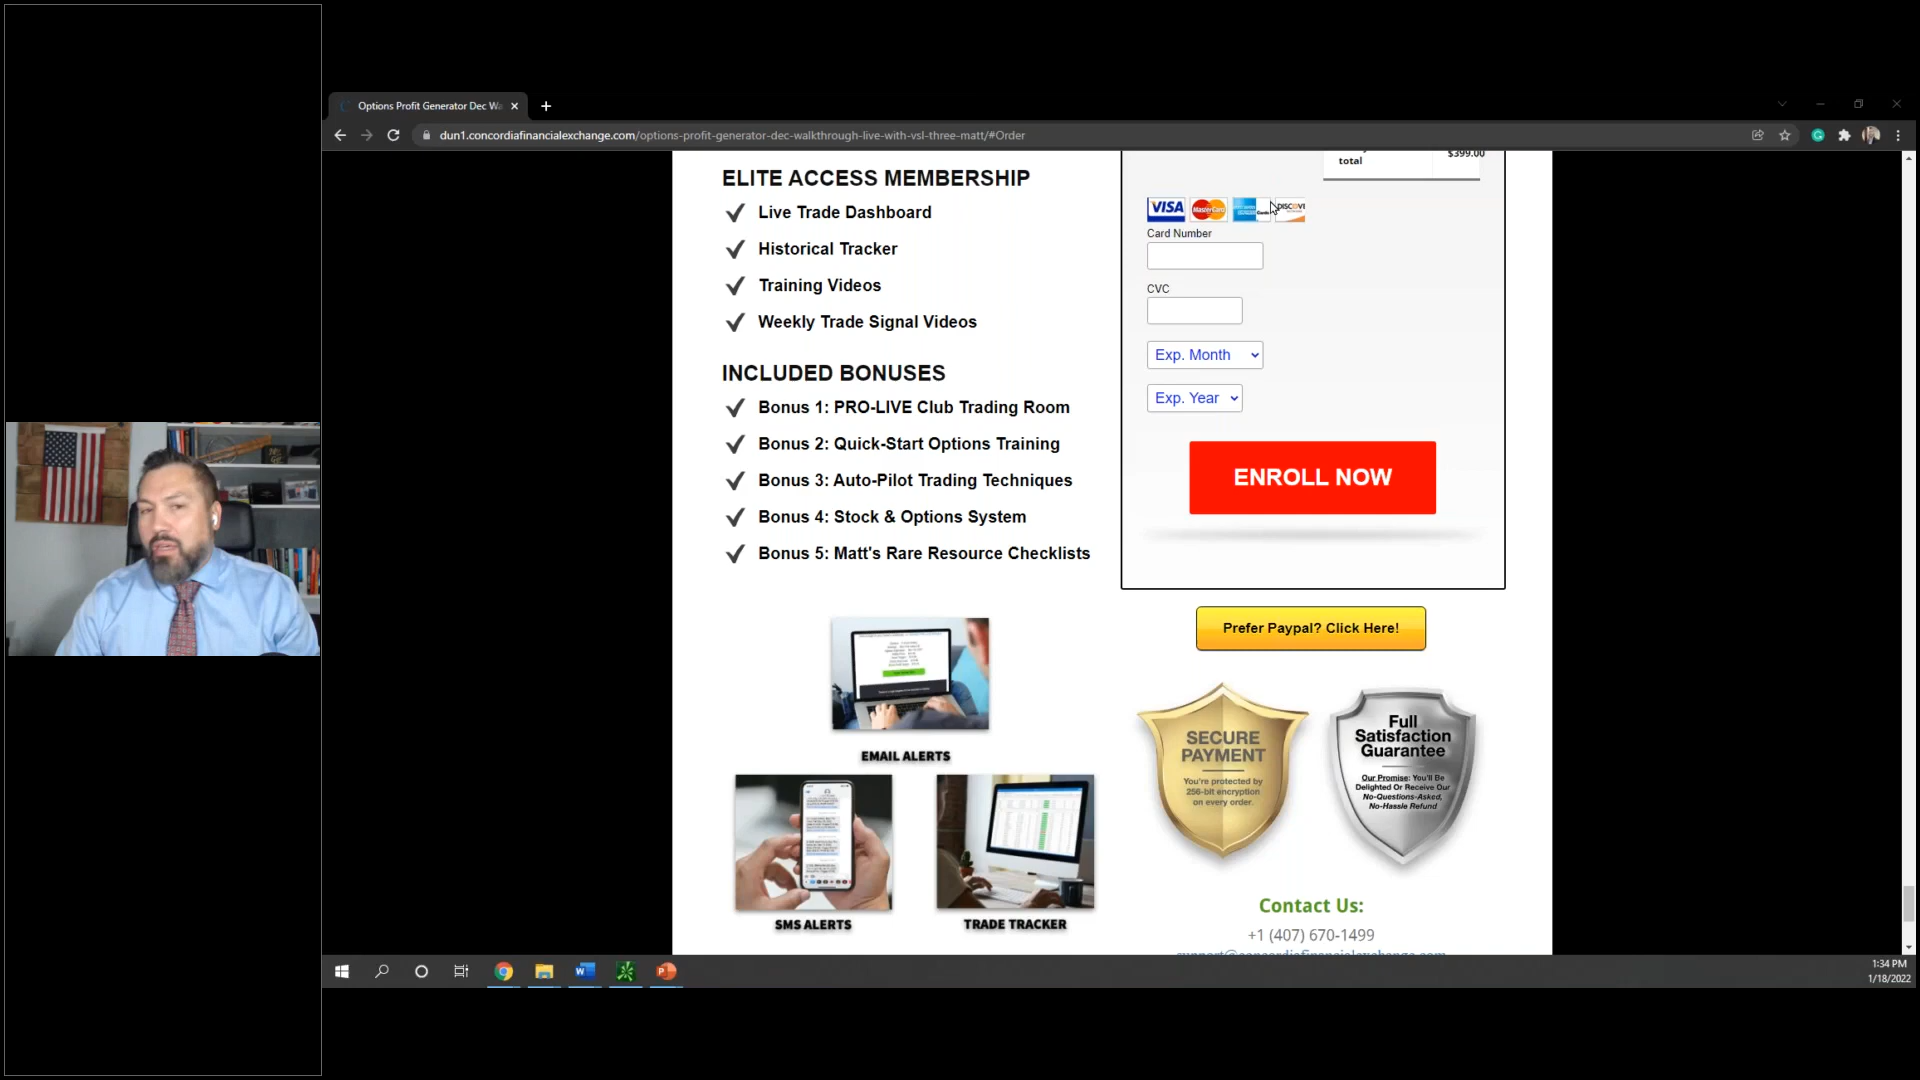 Options Profit Generator Dec Wa
dun1.concordiafinancialexchange.com/options-profit-generator-dec-walkthrough-live-with-vsl-three-matt/#Order
ELITE ACCESS MEMBERSHIP
Live Trade Dashboard
Historical Tracker
Training Videos
Weekly Trade Signal Videos
INCLUDED BONUSES
Bonus 1: PRO-LIVE Club Trading Room
Bonus 2: Quick-Start Options Training
Bonus 3: Auto-Pilot Trading Techniques
Bonus 4: Stock & Options System
Bonus 5: Matt's Rare Resource Checklists
EMAIL ALERTS
SMS ALERTS
TRADE TRACKER
total
$399.00
VISA
MasterCard
DISCOVE
Card Number
CVC
Exp. Month
Exp. Year
ENROLL NOW
Prefer Paypal? Click Here!
SECURE
PAYMENT
You're protected by
256-bit encryption
on every order.
Full
Satisfaction
Guarantee
Our Promise: You'll Be
Delighted Or Receive Our
No-Questions-Asked,
No-Hassle Refund
Contact Us:
+1 (407) 670-1499
1:34 PM
1/18/2022